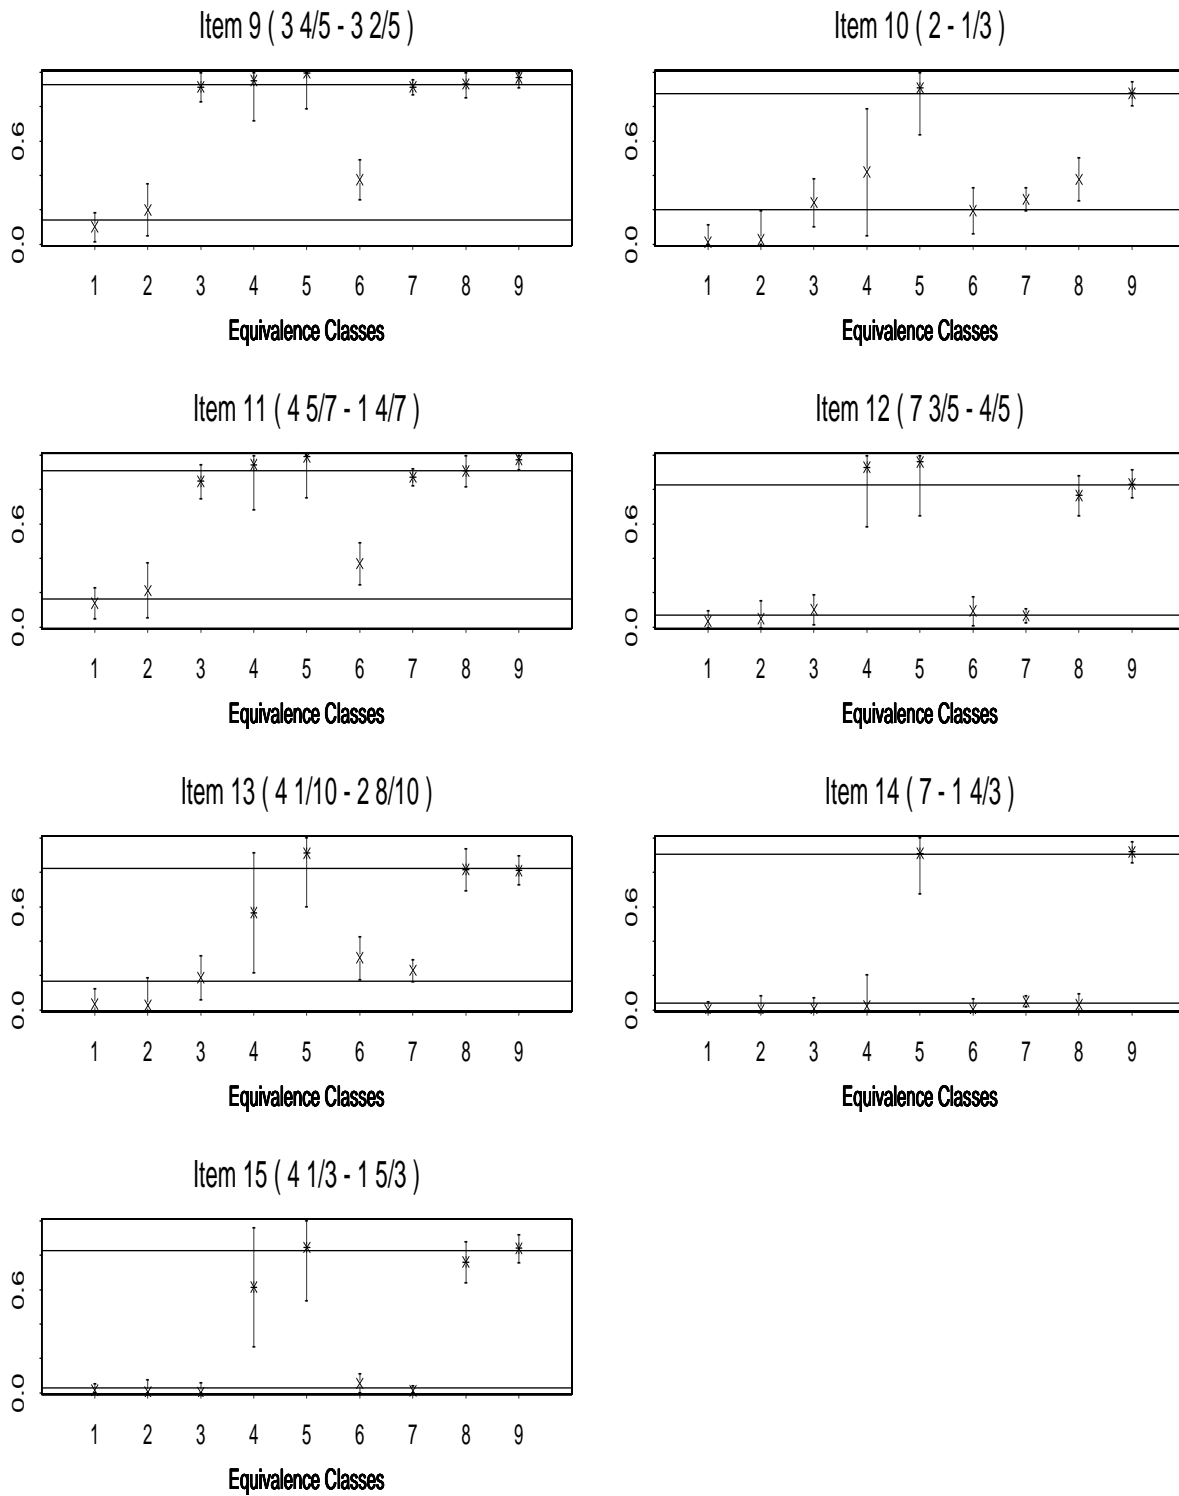 Item 9 ( 3 4/5 - 3 2/5 )
0.6
0.0
1 2 3 4 5 6 7 8 9
Equivalence Classes
Item 10 ( 2 - 1/3 )
0.6
0.0
1 2 3 4 5 6 7 8 9
Equivalence Classes
Item 11 ( 4 5/7 - 1 4/7 )
0.6
0.0
1 2 3 4 5 6 7 8 9
Equivalence Classes
Item 12 ( 7 3/5 - 4/5 )
0.6
0.0
1 2 3 4 5 6 7 8 9
Equivalence Classes
Item 13 ( 4 1/10 - 2 8/10 )
0.6
0.0
1 2 3 4 5 6 7 8 9
Equivalence Classes
Item 14 ( 7 - 1 4/3 )
0.6
0.0
1 2 3 4 5 6 7 8 9
Equivalence Classes
Item 15 ( 4 1/3 - 1 5/3 )
0.6
0.0
1 2 3 4 5 6 7 8 9
Equivalence Classes